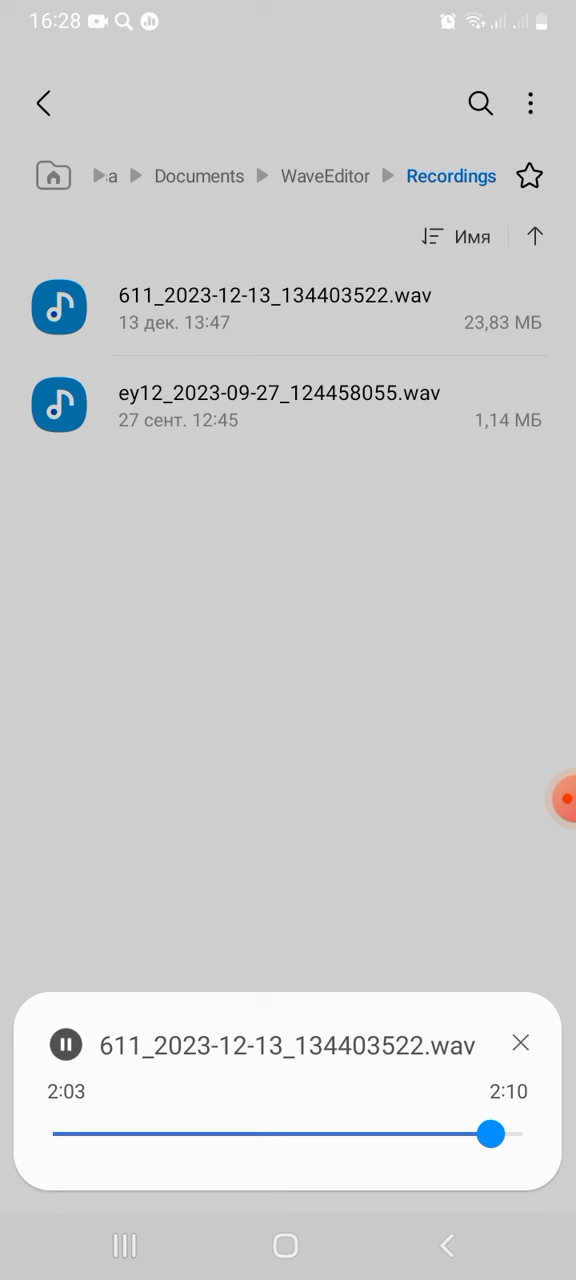 16:28
a Documents WaveEditor Recordings
Имя
611_2023-12-13_134403522.wav
13 дек. 13:47 23,83 МБ
ey12_2023-09-27_124458055.wav
27 сент. 12:45 1,14 МБ
611_2023-12-13_134403522.wav
2:03 2:10